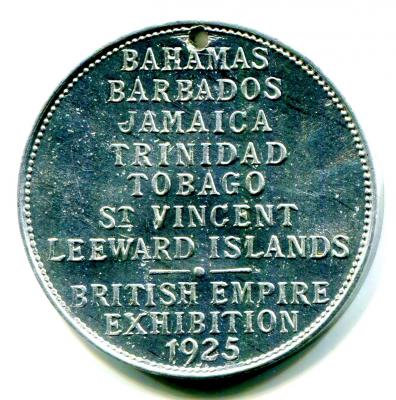 BAHAMAS
BARBADOS
JAMAICA
TRINIDAD
TOBAGO
ST VINCENT
LEEWARD ISLANDS
BRITISH EMPIRE
EXHIBITION
1925